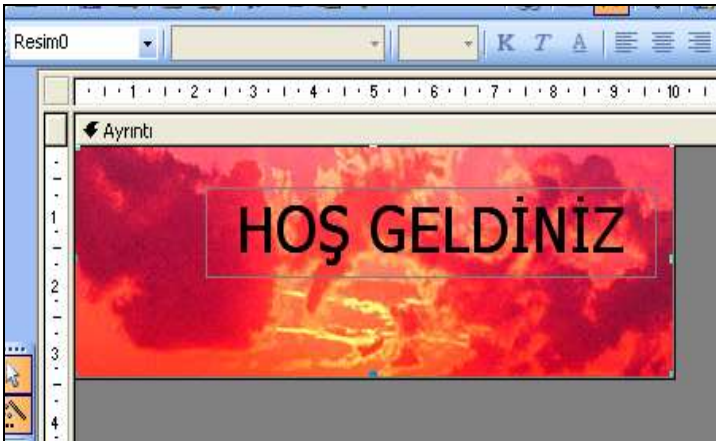 Resim0
K T A
1 2 3 4 5 6 7 8 9 10
Ayrıntı
HOŞ GELDİNİZ
1
2
3
4